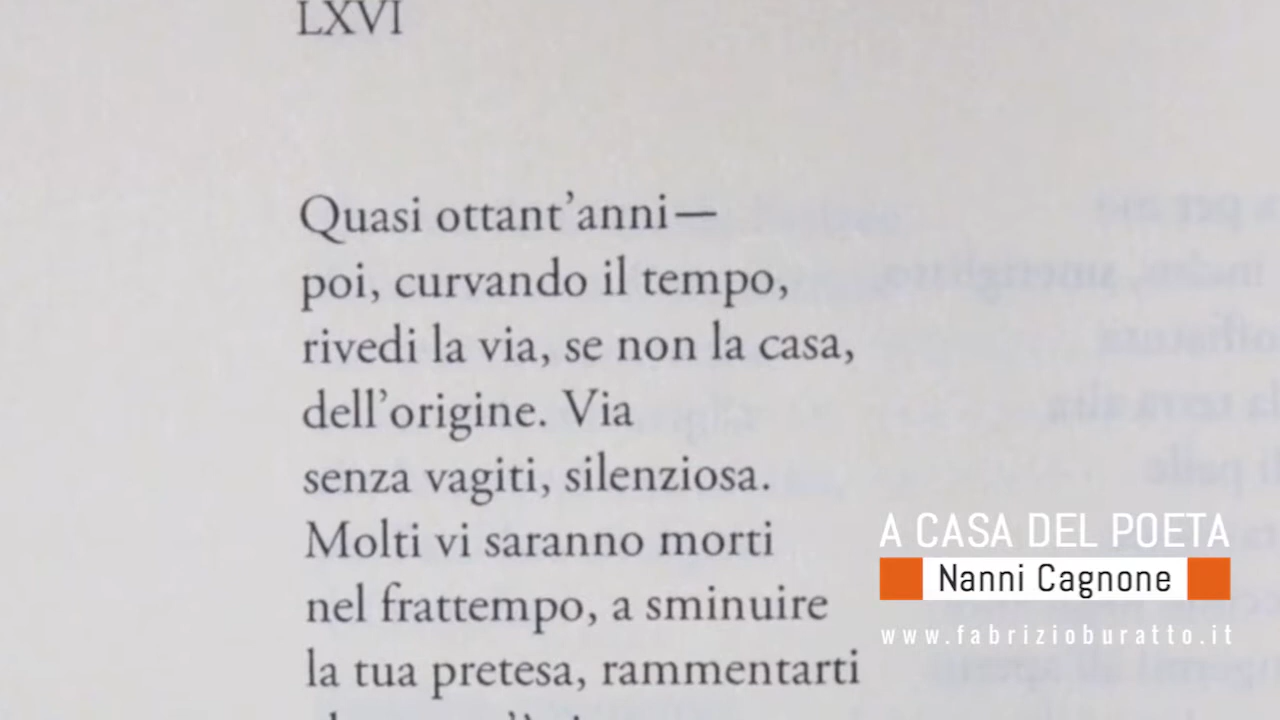 LXVI
Quasi ottant’anni—
poi, curvando il tempo,
rivedi la via, se non la casa,
dell’origine. Via
senza vagiti, silenziosa.
Molti vi saranno morti
nel frattempo, a sminuire
la tua pretesa, rammentarti
A CASA DEL POETA
Nanni Cagnone
www.fabrizioburatto.it